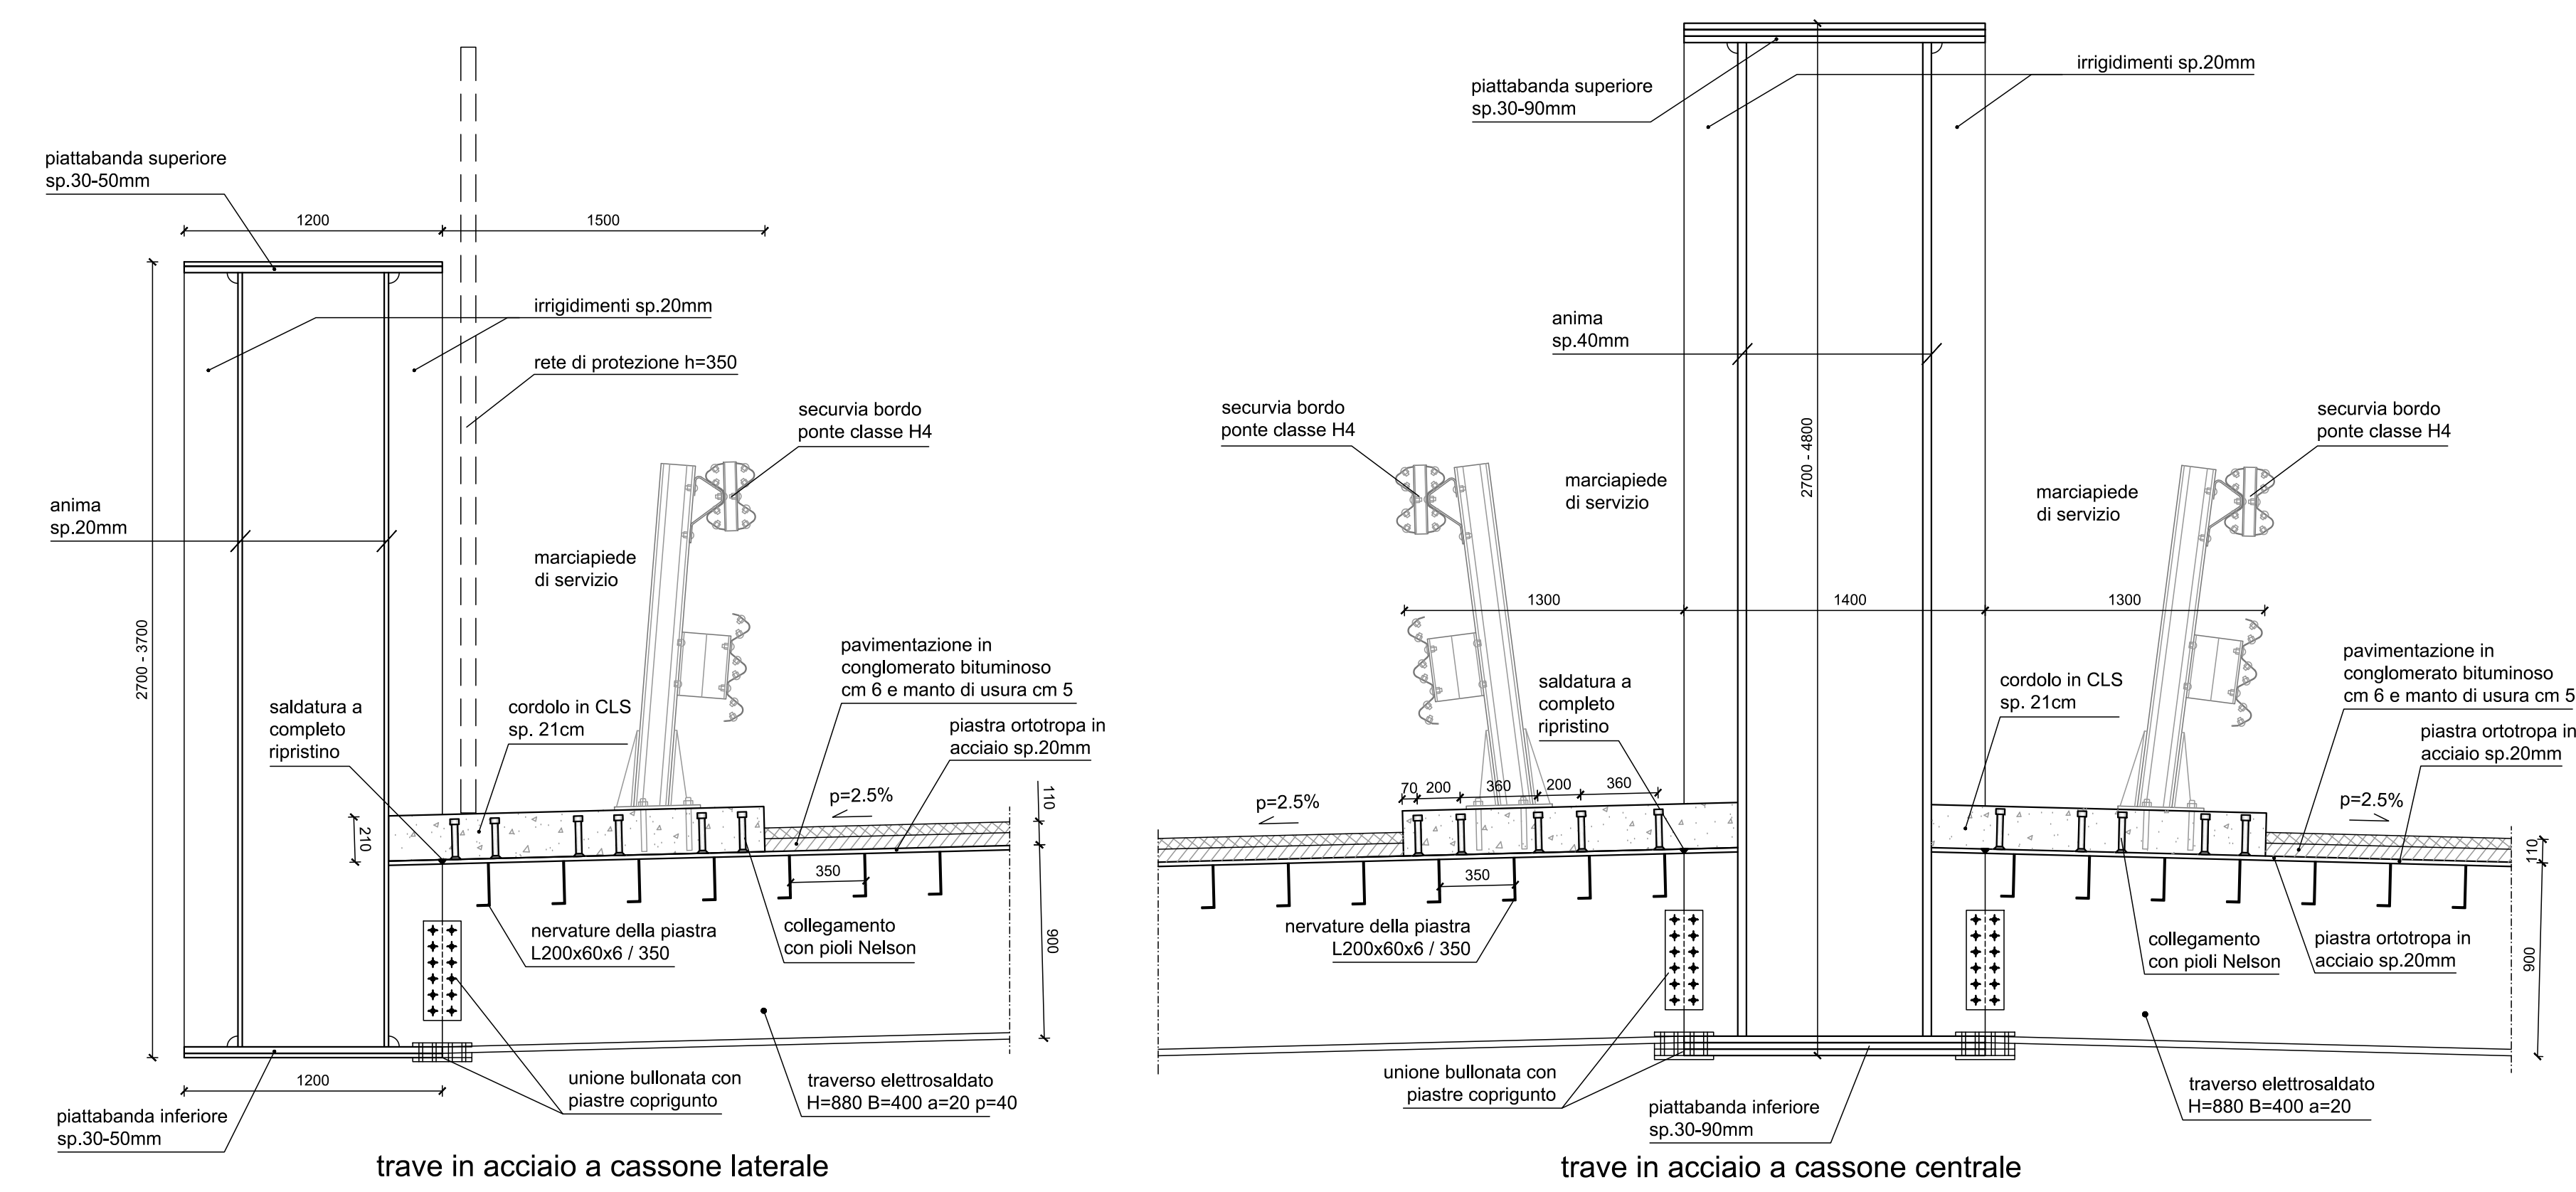 piattabanda superiore
sp.30-50mm
1200
1500
irrigidimenti sp.20mm
rete di protezione h=350
securvia bordo
ponte classe H4
anima
sp.20mm
marciapiede
di servizio
2700 - 3700
pavimentazione in
conglomerato bituminoso
cm 6 e manto di usura cm 5
saldatura a
completo
ripristino
cordolo in CLS
sp. 21cm
piastra ortotropa in
acciaio sp.20mm
p=2.5%
110
210
350
900
nervature della piastra
L200x60x6 / 350
collegamento
con pioli Nelson
1200
unione bullonata con
piastre coprigunto
traverso elettrosaldato
H=880 B=400 a=20 p=40
piattabanda inferiore
sp.30-50mm
trave in acciaio a cassone laterale
piattabanda superiore
sp.30-90mm
irrigidimenti sp.20mm
anima
sp.40mm
securvia bordo
ponte classe H4
securvia bordo
ponte classe H4
2700 - 4800
marciapiede
di servizio
marciapiede
di servizio
1300
1400
1300
saldatura a
completo
ripristino
cordolo in CLS
sp. 21cm
pavimentazione in
conglomerato bituminoso
cm 6 e manto di usura cm 5
piastra ortotropa in
acciaio sp.20mm
p=2.5%
70
200
360
200
360
p=2.5%
110
350
900
nervature della piastra
L200x60x6 / 350
collegamento
con pioli Nelson
piastra ortotropa in
acciaio sp.20mm
unione bullonata con
piastre coprigunto
piattabanda inferiore
sp.30-90mm
traverso elettrosaldato
H=880 B=400 a=20
trave in acciaio a cassone centrale